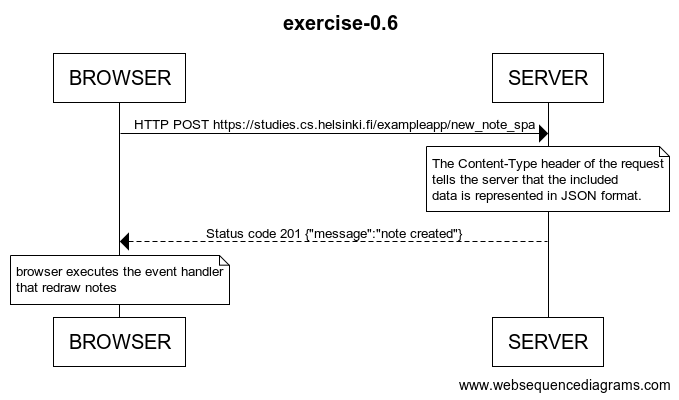 exercise-0.6
BROWSER
SERVER
HTTP POST https://studies.cs.helsinki.fi/exampleapp/new_note_spa
The Content-Type header of the request
tells the server that the included
data is represented in JSON format.
Status code 201 {"message":"note created"}
browser executes the event handler
that redraw notes
BROWSER
SERVER
www.websequencediagrams.com